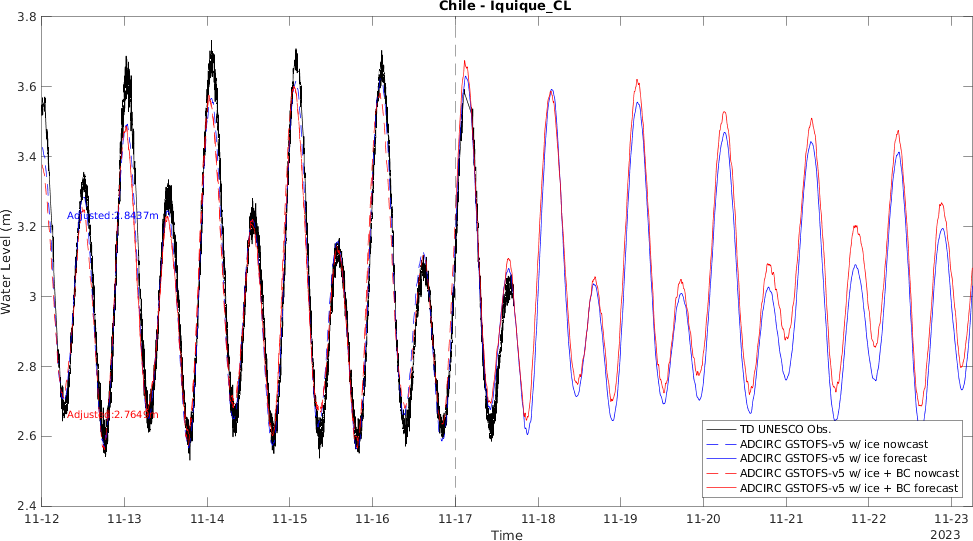 Chile - Iquique_CL
3.8
3.6
3.4
3.2
3
2.8
2.6
2.4
Water Level (m)
Adjusted:2.8437m
Adjusted:2.7649m
TD UNESCO Obs.
ADCIRC GSTOFS-v5 w/ ice nowcast
ADCIRC GSTOFS-v5 w/ ice forecast
ADCIRC GSTOFS-v5 w/ ice + BC nowcast
ADCIRC GSTOFS-v5 w/ ice + BC forecast
11-12 11-13 11-14 11-15 11-16 11-17 11-18 11-19 11-20 11-21 11-22 11-23
2023
Time